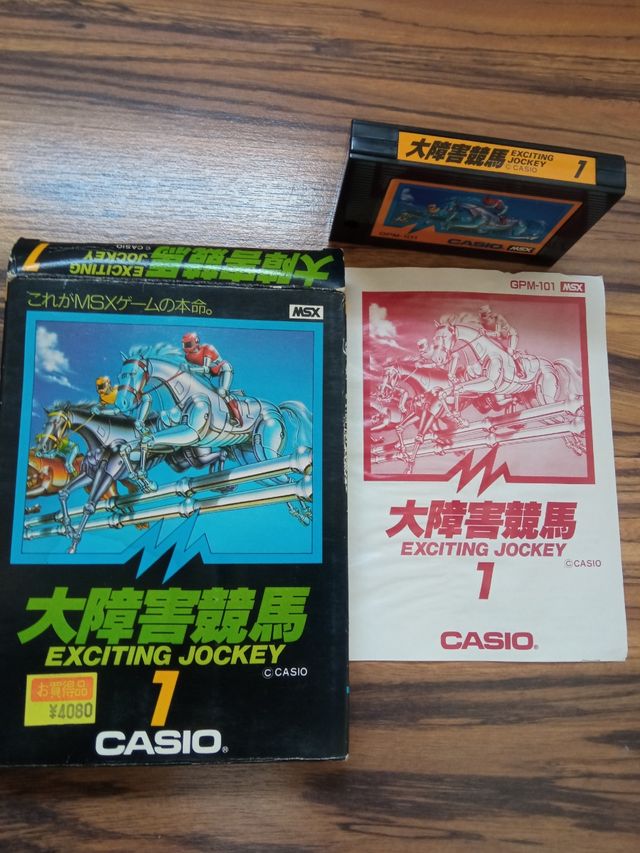 大障害競馬 EXCITING JOCKEY © CASIO 1
GPM-101
CASIO MSX
1 EXCITING JOCKEY 大障害競馬
© CASIO
これがMSXゲームの本命。
MSX
大障害競馬
EXCITING JOCKEY
© CASIO
1
お買得品
¥4080
CASIO®
GPM-101 MSX
大障害競馬
EXCITING JOCKEY
© CASIO
1
CASIO®